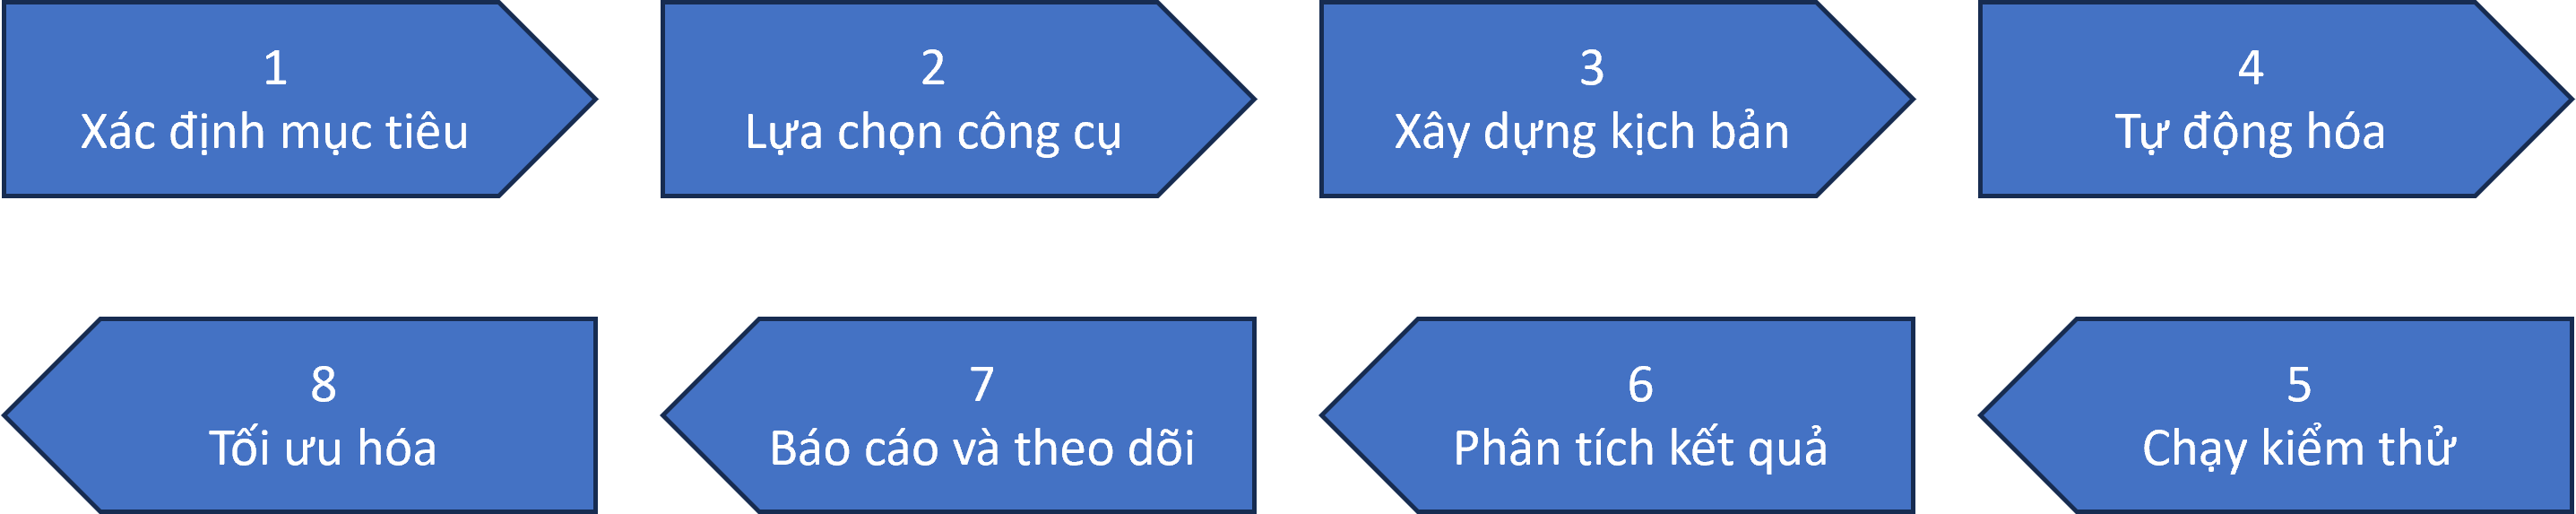 1
Xác định mục tiêu
2
Lựa chọn công cụ
3
Xây dựng kịch bản
4
Tự động hóa
5
Chạy kiểm thử
6
Phân tích kết quả
7
Báo cáo và theo dõi
8
Tối ưu hóa